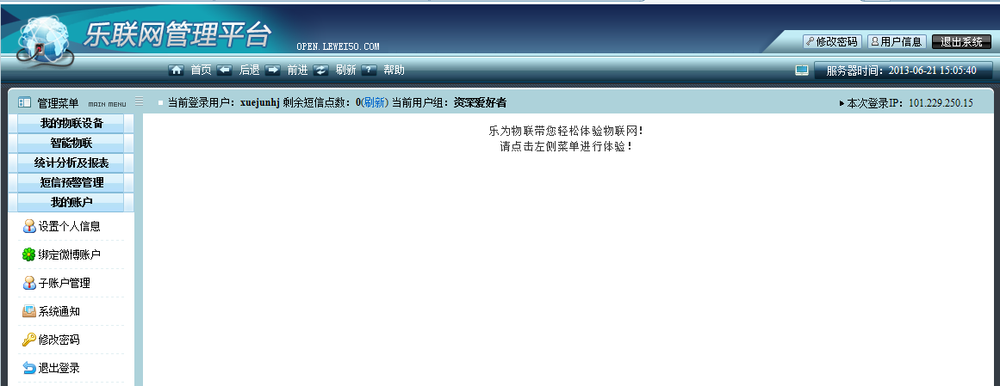 乐联网管理平台
OPEN.LEWEI50.COM
修改密码 用户信息 退出系统
首页 后退 前进 刷新 帮助
服务器时间：2013-06-21 15:05:40
管理菜单 MAIN MENU
当前登录用户：xuejunhj 剩余短信点数：0(刷新) 当前用户组：资深爱好者
本次登录IP：101.229.250.15
我的物联设备
智能物联
统计分析及报表
短信预警管理
我的账户
设置个人信息
绑定微博账户
子账户管理
系统通知
修改密码
退出登录
乐为物联带您轻松体验物联网！
请点击左侧菜单进行体验！